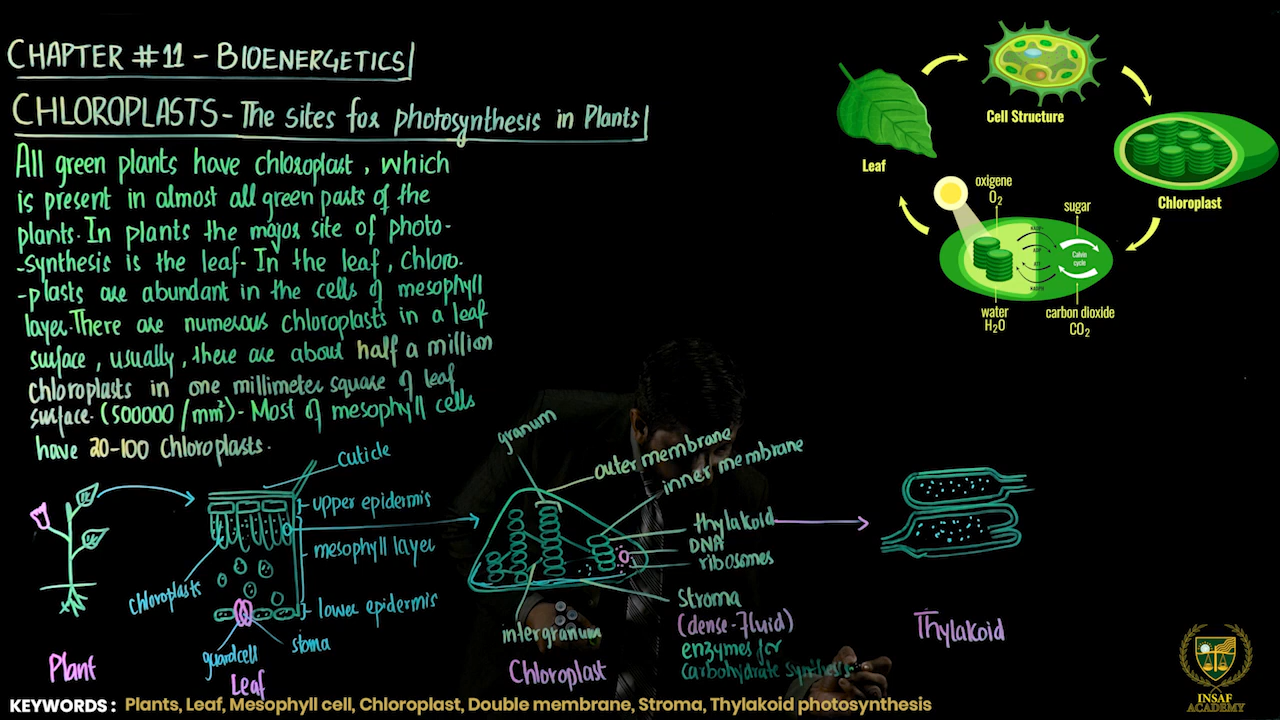 CHAPTER #11 - BIOENERGETICS
CHLOROPLASTS - The sites for photosynthesis in Plants
All green plants have chloroplast, which
is present in almost all green parts of the
plants. In plants the major site of photo-
-synthesis is the leaf. In the leaf, Chloro-
-plasts are abundant in the cells of mesophyll
layer. There are numerous Chloroplasts in a leaf
surface, usually, there are about half a million
Chloroplasts in one millimeter square of leaf
surface. (500000/mm²). Most of mesophyll cells
have 20-100 Chloroplasts.
Leaf
Cell Structure
Chloroplast
oxigene
O₂
sugar
NADP+
ADP
ATP
NADPH
Calvin
cycle
water
H₂O
carbon dioxide
CO₂
Plant
cuticle
upper epidermis
mesophyll layer
chloroplasts
lower epidermis
stoma
guard cell
Leaf
granum
outer membrane
inner membrane
thylakoid
DNA
ribosomes
Stroma
(dense-fluid)
enzymes for
carbohydrate synthesis
intergranum
Chloroplast
Thylakoid
INSAF
ACADEMY
KEYWORDS : Plants, Leaf, Mesophyll cell, Chloroplast, Double membrane, Stroma, Thylakoid photosynthesis